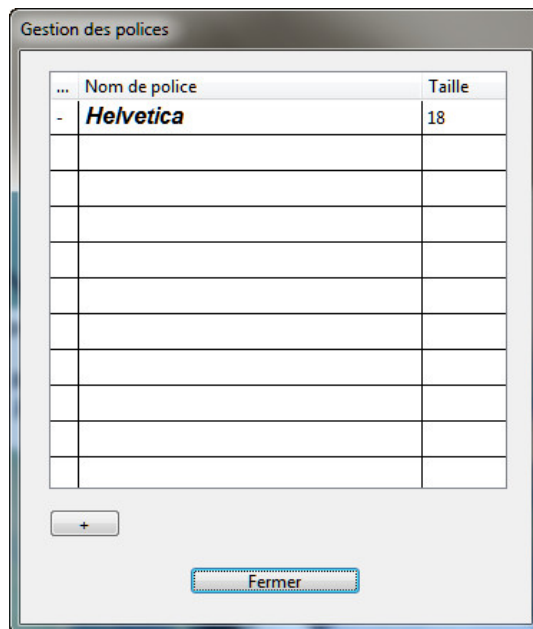 Gestion des polices
... Nom de police Taille
- Helvetica 18
+
Fermer